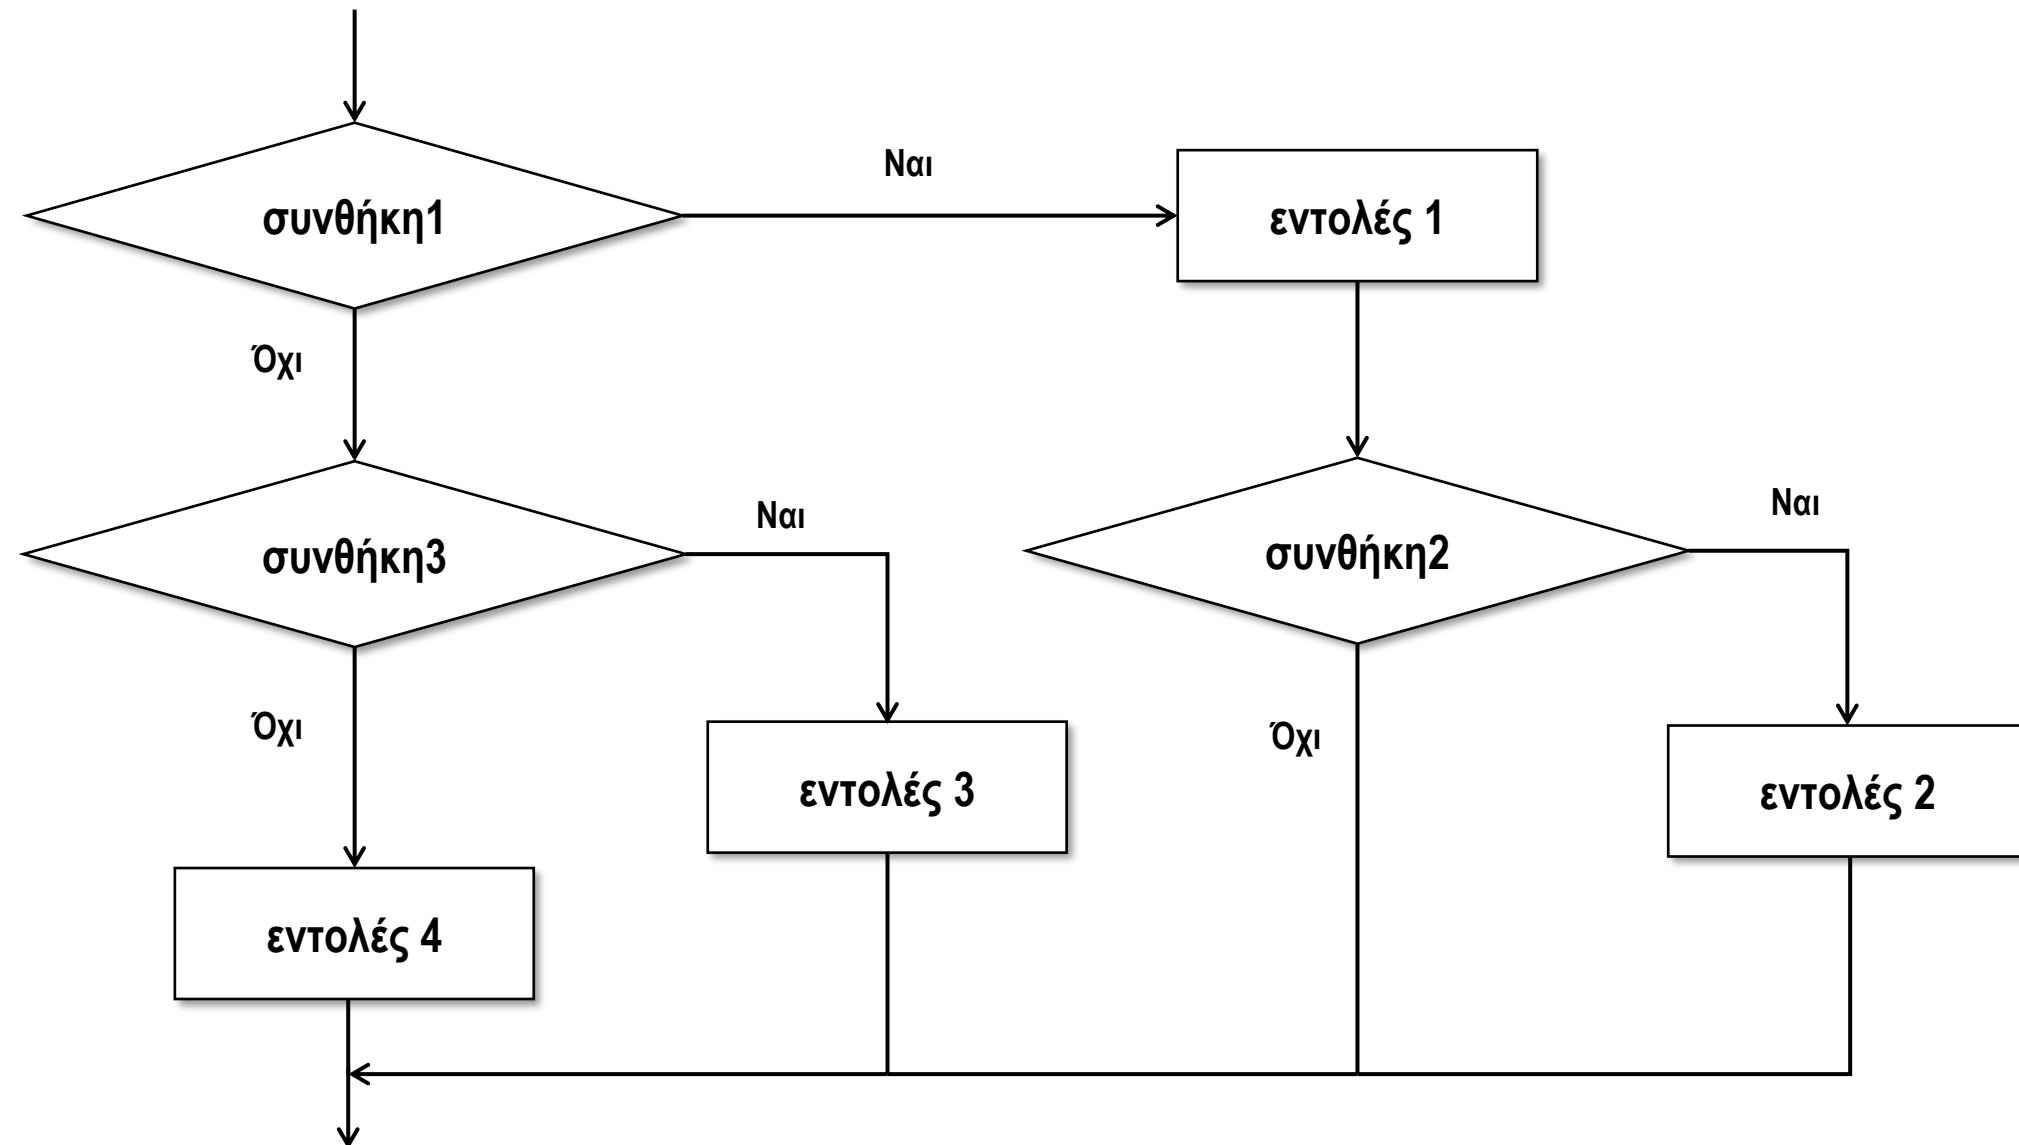 Ναι
συνθήκη1
εντολές 1
Όχι
Ναι
Ναι
συνθήκη3
συνθήκη2
Όχι
Όχι
εντολές 3
εντολές 2
εντολές 4